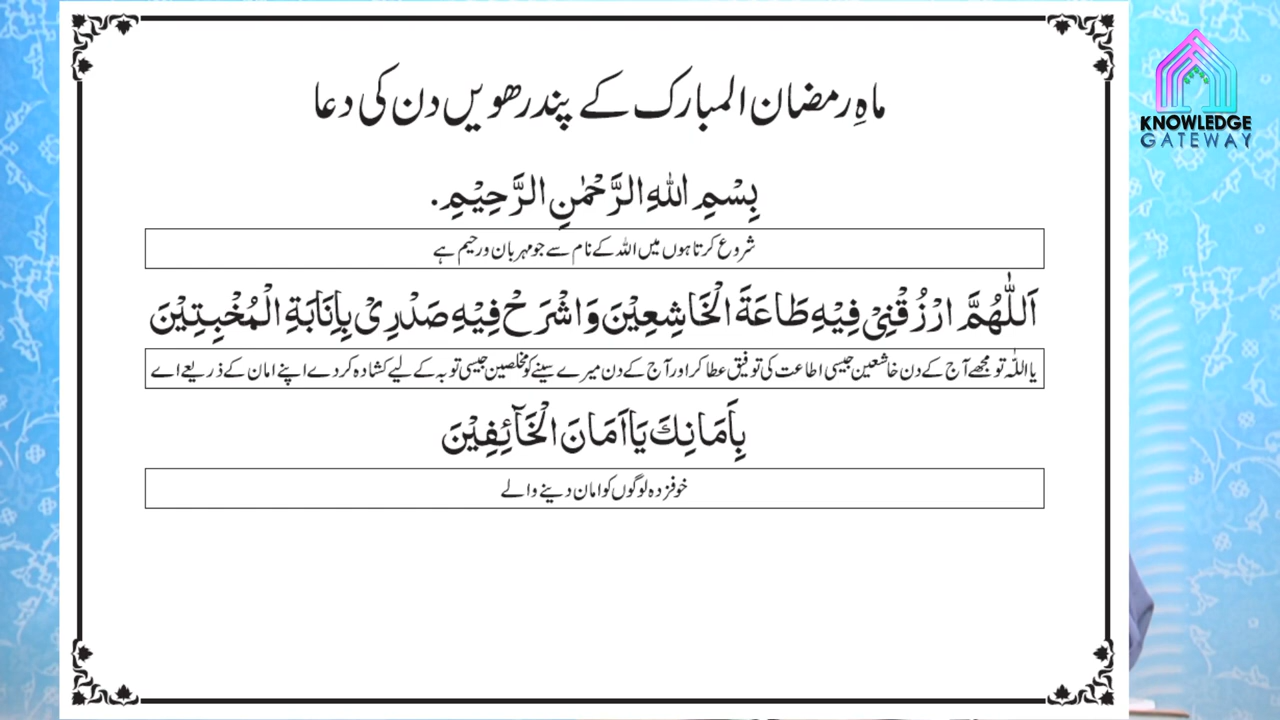 ماہِ رمضان المبارک کے پندرھویں دن کی دعا
بِسْمِ اللهِ الرَّحْمٰنِ الرَّحِيْمِ.
شروع کرتا ہوں میں اللہ کے نام سے جو مہربان و رحیم ہے
اَللّٰهُمَّ ارْزُقْنِيْ فِيْهِ طَاعَةَ الْخَاشِعِيْنَ وَاشْرَحْ فِيْهِ صَدْرِيْ بِاِنَابَةِ الْمُخْبِتِيْنَ
یا اللّٰہ تو مجھے آج کے دن خاشعین جیسی اطاعت کی توفیق عطا کر اور آج کے دن میرے سینے کو مخلصین جیسی توبہ کے لیے کشادہ کر دے اپنے امان کے ذریعے اے
بِاَمَانِكَ يَااَمَانَ الْخَآئِفِيْنَ
خوفزدہ لوگوں کو امان دینے والے
KNOWLEDGE
GATEWAY